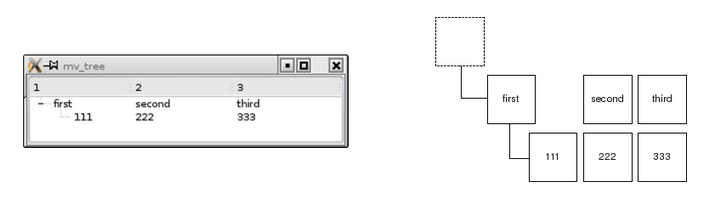 mv_tree
1 2 3
first second third
111 222 333
first second third
111 222 333